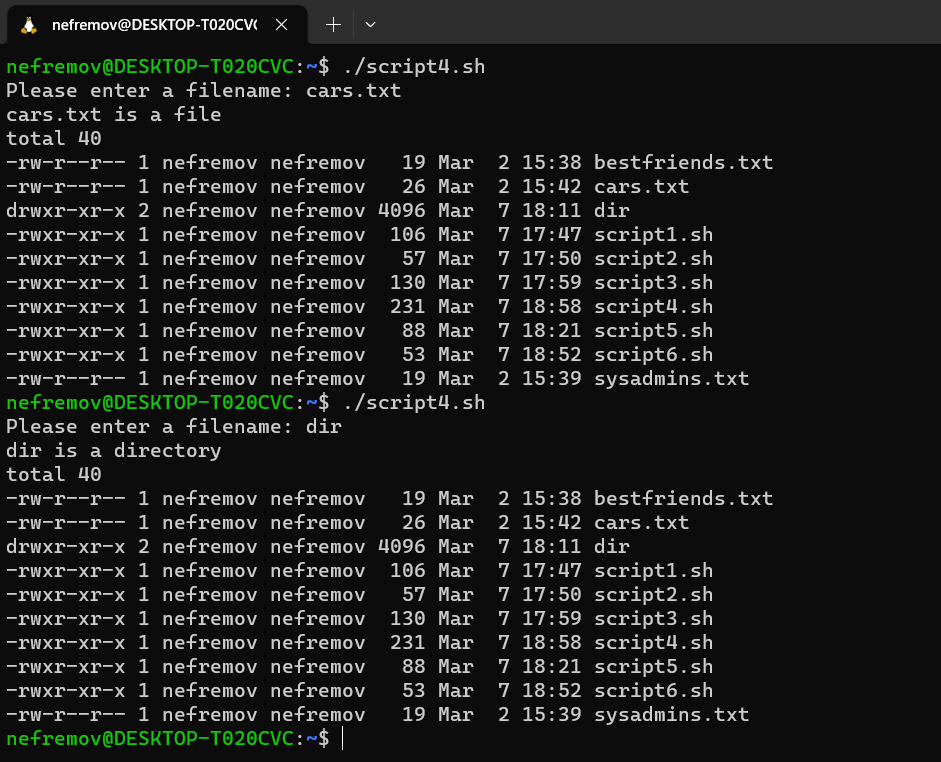 nefremov@DESKTOP-T020CV
nefremov@DESKTOP-T020CVC:~$ ./script4.sh
Please enter a filename: cars.txt
cars.txt is a file
total 40
-rw-r--r-- 1 nefremov nefremov   19 Mar  2 15:38 bestfriends.txt
-rw-r--r-- 1 nefremov nefremov   26 Mar  2 15:42 cars.txt
drwxr-xr-x 2 nefremov nefremov 4096 Mar  7 18:11 dir
-rwxr-xr-x 1 nefremov nefremov  106 Mar  7 17:47 script1.sh
-rwxr-xr-x 1 nefremov nefremov   57 Mar  7 17:50 script2.sh
-rwxr-xr-x 1 nefremov nefremov  130 Mar  7 17:59 script3.sh
-rwxr-xr-x 1 nefremov nefremov  231 Mar  7 18:58 script4.sh
-rwxr-xr-x 1 nefremov nefremov   88 Mar  7 18:21 script5.sh
-rwxr-xr-x 1 nefremov nefremov   53 Mar  7 18:52 script6.sh
-rw-r--r-- 1 nefremov nefremov   19 Mar  2 15:39 sysadmins.txt
nefremov@DESKTOP-T020CVC:~$ ./script4.sh
Please enter a filename: dir
dir is a directory
total 40
-rw-r--r-- 1 nefremov nefremov   19 Mar  2 15:38 bestfriends.txt
-rw-r--r-- 1 nefremov nefremov   26 Mar  2 15:42 cars.txt
drwxr-xr-x 2 nefremov nefremov 4096 Mar  7 18:11 dir
-rwxr-xr-x 1 nefremov nefremov  106 Mar  7 17:47 script1.sh
-rwxr-xr-x 1 nefremov nefremov   57 Mar  7 17:50 script2.sh
-rwxr-xr-x 1 nefremov nefremov  130 Mar  7 17:59 script3.sh
-rwxr-xr-x 1 nefremov nefremov  231 Mar  7 18:58 script4.sh
-rwxr-xr-x 1 nefremov nefremov   88 Mar  7 18:21 script5.sh
-rwxr-xr-x 1 nefremov nefremov   53 Mar  7 18:52 script6.sh
-rw-r--r-- 1 nefremov nefremov   19 Mar  2 15:39 sysadmins.txt
nefremov@DESKTOP-T020CVC:~$